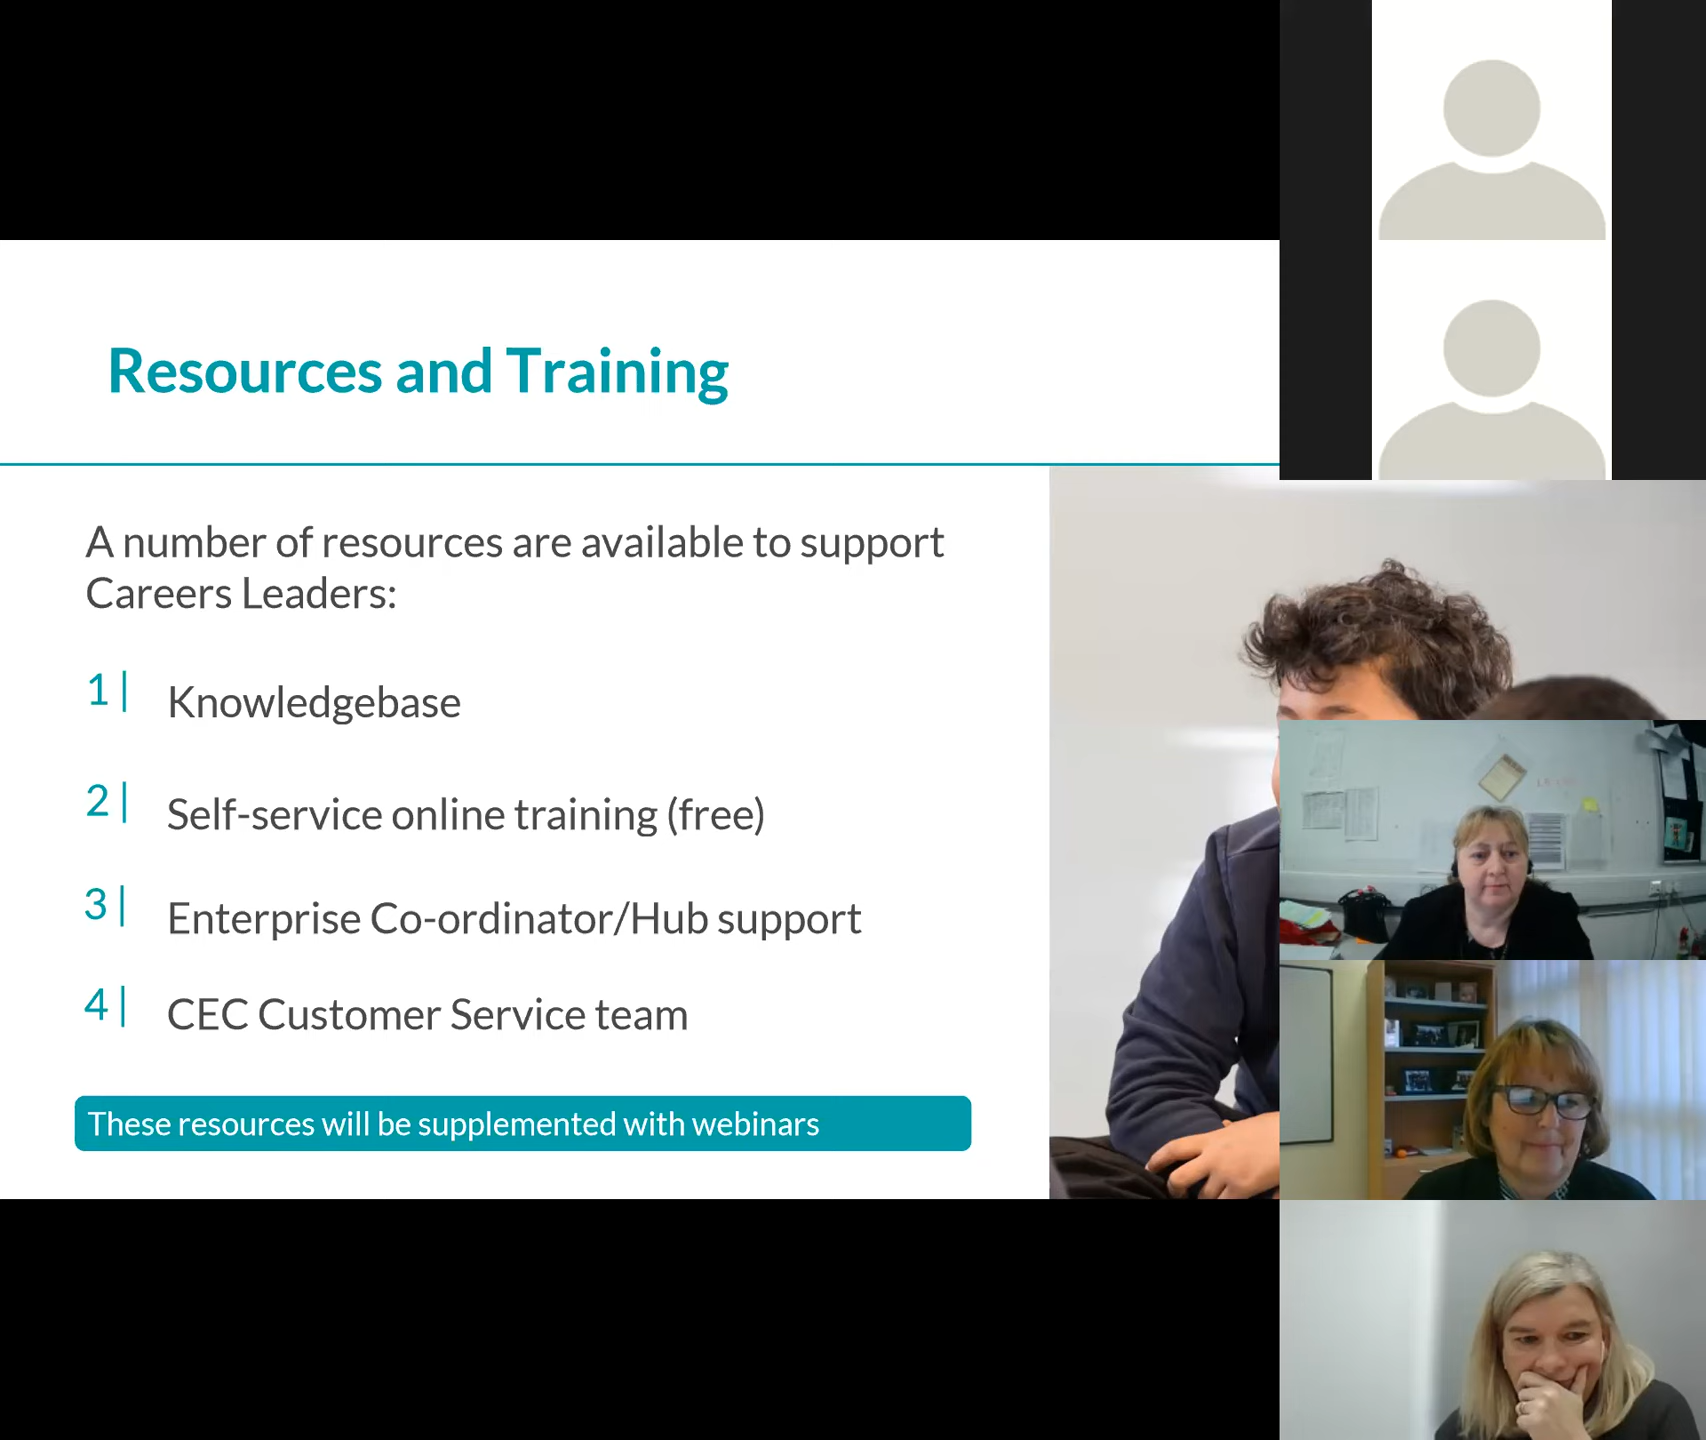 Resources and Training
A number of resources are available to support
Careers Leaders:
1| Knowledgebase
2| Self-service online training (free)
3| Enterprise Co-ordinator/Hub support
4| CEC Customer Service team
These resources will be supplemented with webinars